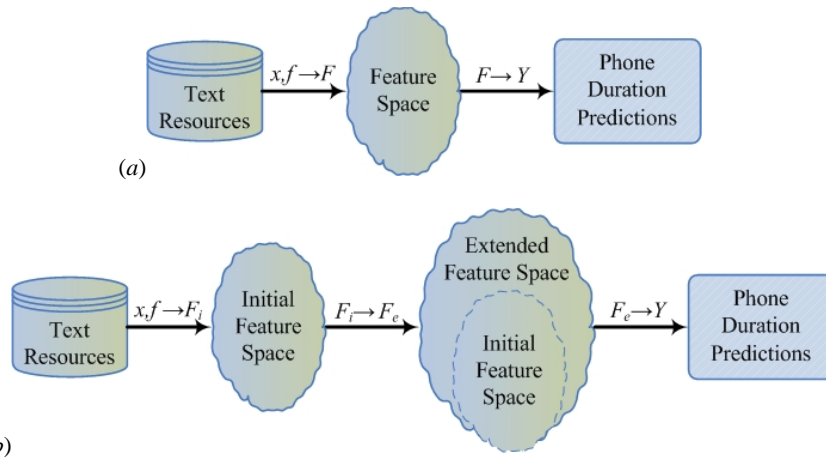 x,f→F
F→Y
Text
Resources
Feature
Space
Phone
Duration
Predictions
(a)
x,f→Fi
Fi→Fe
Fe→Y
Text
Resources
Initial
Feature
Space
Extended
Feature Space
Initial
Feature
Space
Phone
Duration
Predictions